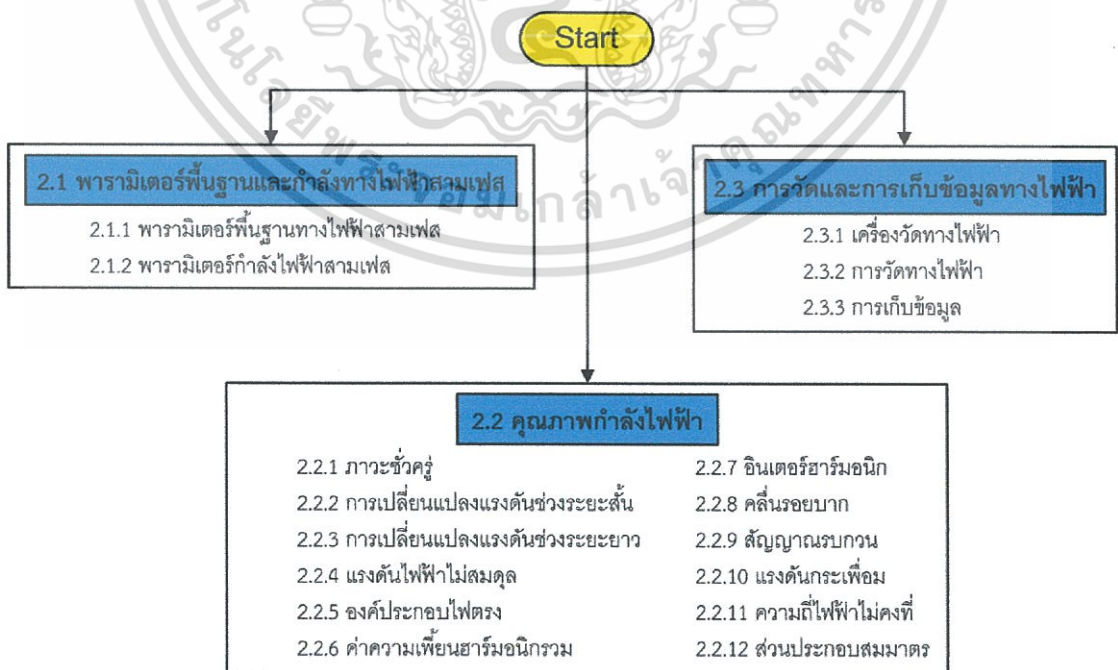 Start
2.1 พารามิเตอร์พื้นฐานและกำลังทางไฟฟ้าสามเฟส
2.1.1 พารามิเตอร์พื้นฐานทางไฟฟ้าสามเฟส
2.1.2 พารามิเตอร์กำลังไฟฟ้าสามเฟส
2.3 การวัดและการเก็บข้อมูลทางไฟฟ้า
2.3.1 เครื่องวัดทางไฟฟ้า
2.3.2 การวัดทางไฟฟ้า
2.3.3 การเก็บข้อมูล
พระจอมเกล้าเจ้าคุณทหาร
2.2 คุณภาพกำลังไฟฟ้า
2.2.1 ภาวะชั่วครู่
2.2.2 การเปลี่ยนแปลงแรงดันช่วงระยะสั้น
2.2.3 การเปลี่ยนแปลงแรงดันช่วงระยะยาว
2.2.4 แรงดันไฟฟ้าไม่สมดุล
2.2.5 องค์ประกอบไฟตรง
2.2.6 ค่าความเพี้ยนฮาร์มอนิกรวม
2.2.7 อินเตอร์ฮาร์มอนิก
2.2.8 คลื่นรอยบาก
2.2.9 สัญญาณรบกวน
2.2.10 แรงดันกระเพื่อม
2.2.11 ความถี่ไฟฟ้าไม่คงที่
2.2.12 ส่วนประกอบสมมาตร